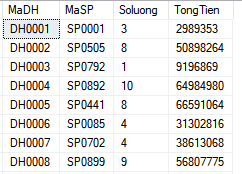 MaDH MaSP Soluong TongTien
DH0001 SP0001 3 2989353
DH0002 SP0505 8 50898264
DH0003 SP0792 1 9196869
DH0004 SP0892 10 64984980
DH0005 SP0441 8 66591064
DH0006 SP0085 4 31302816
DH0007 SP0702 4 38613068
DH0008 SP0899 9 56807775